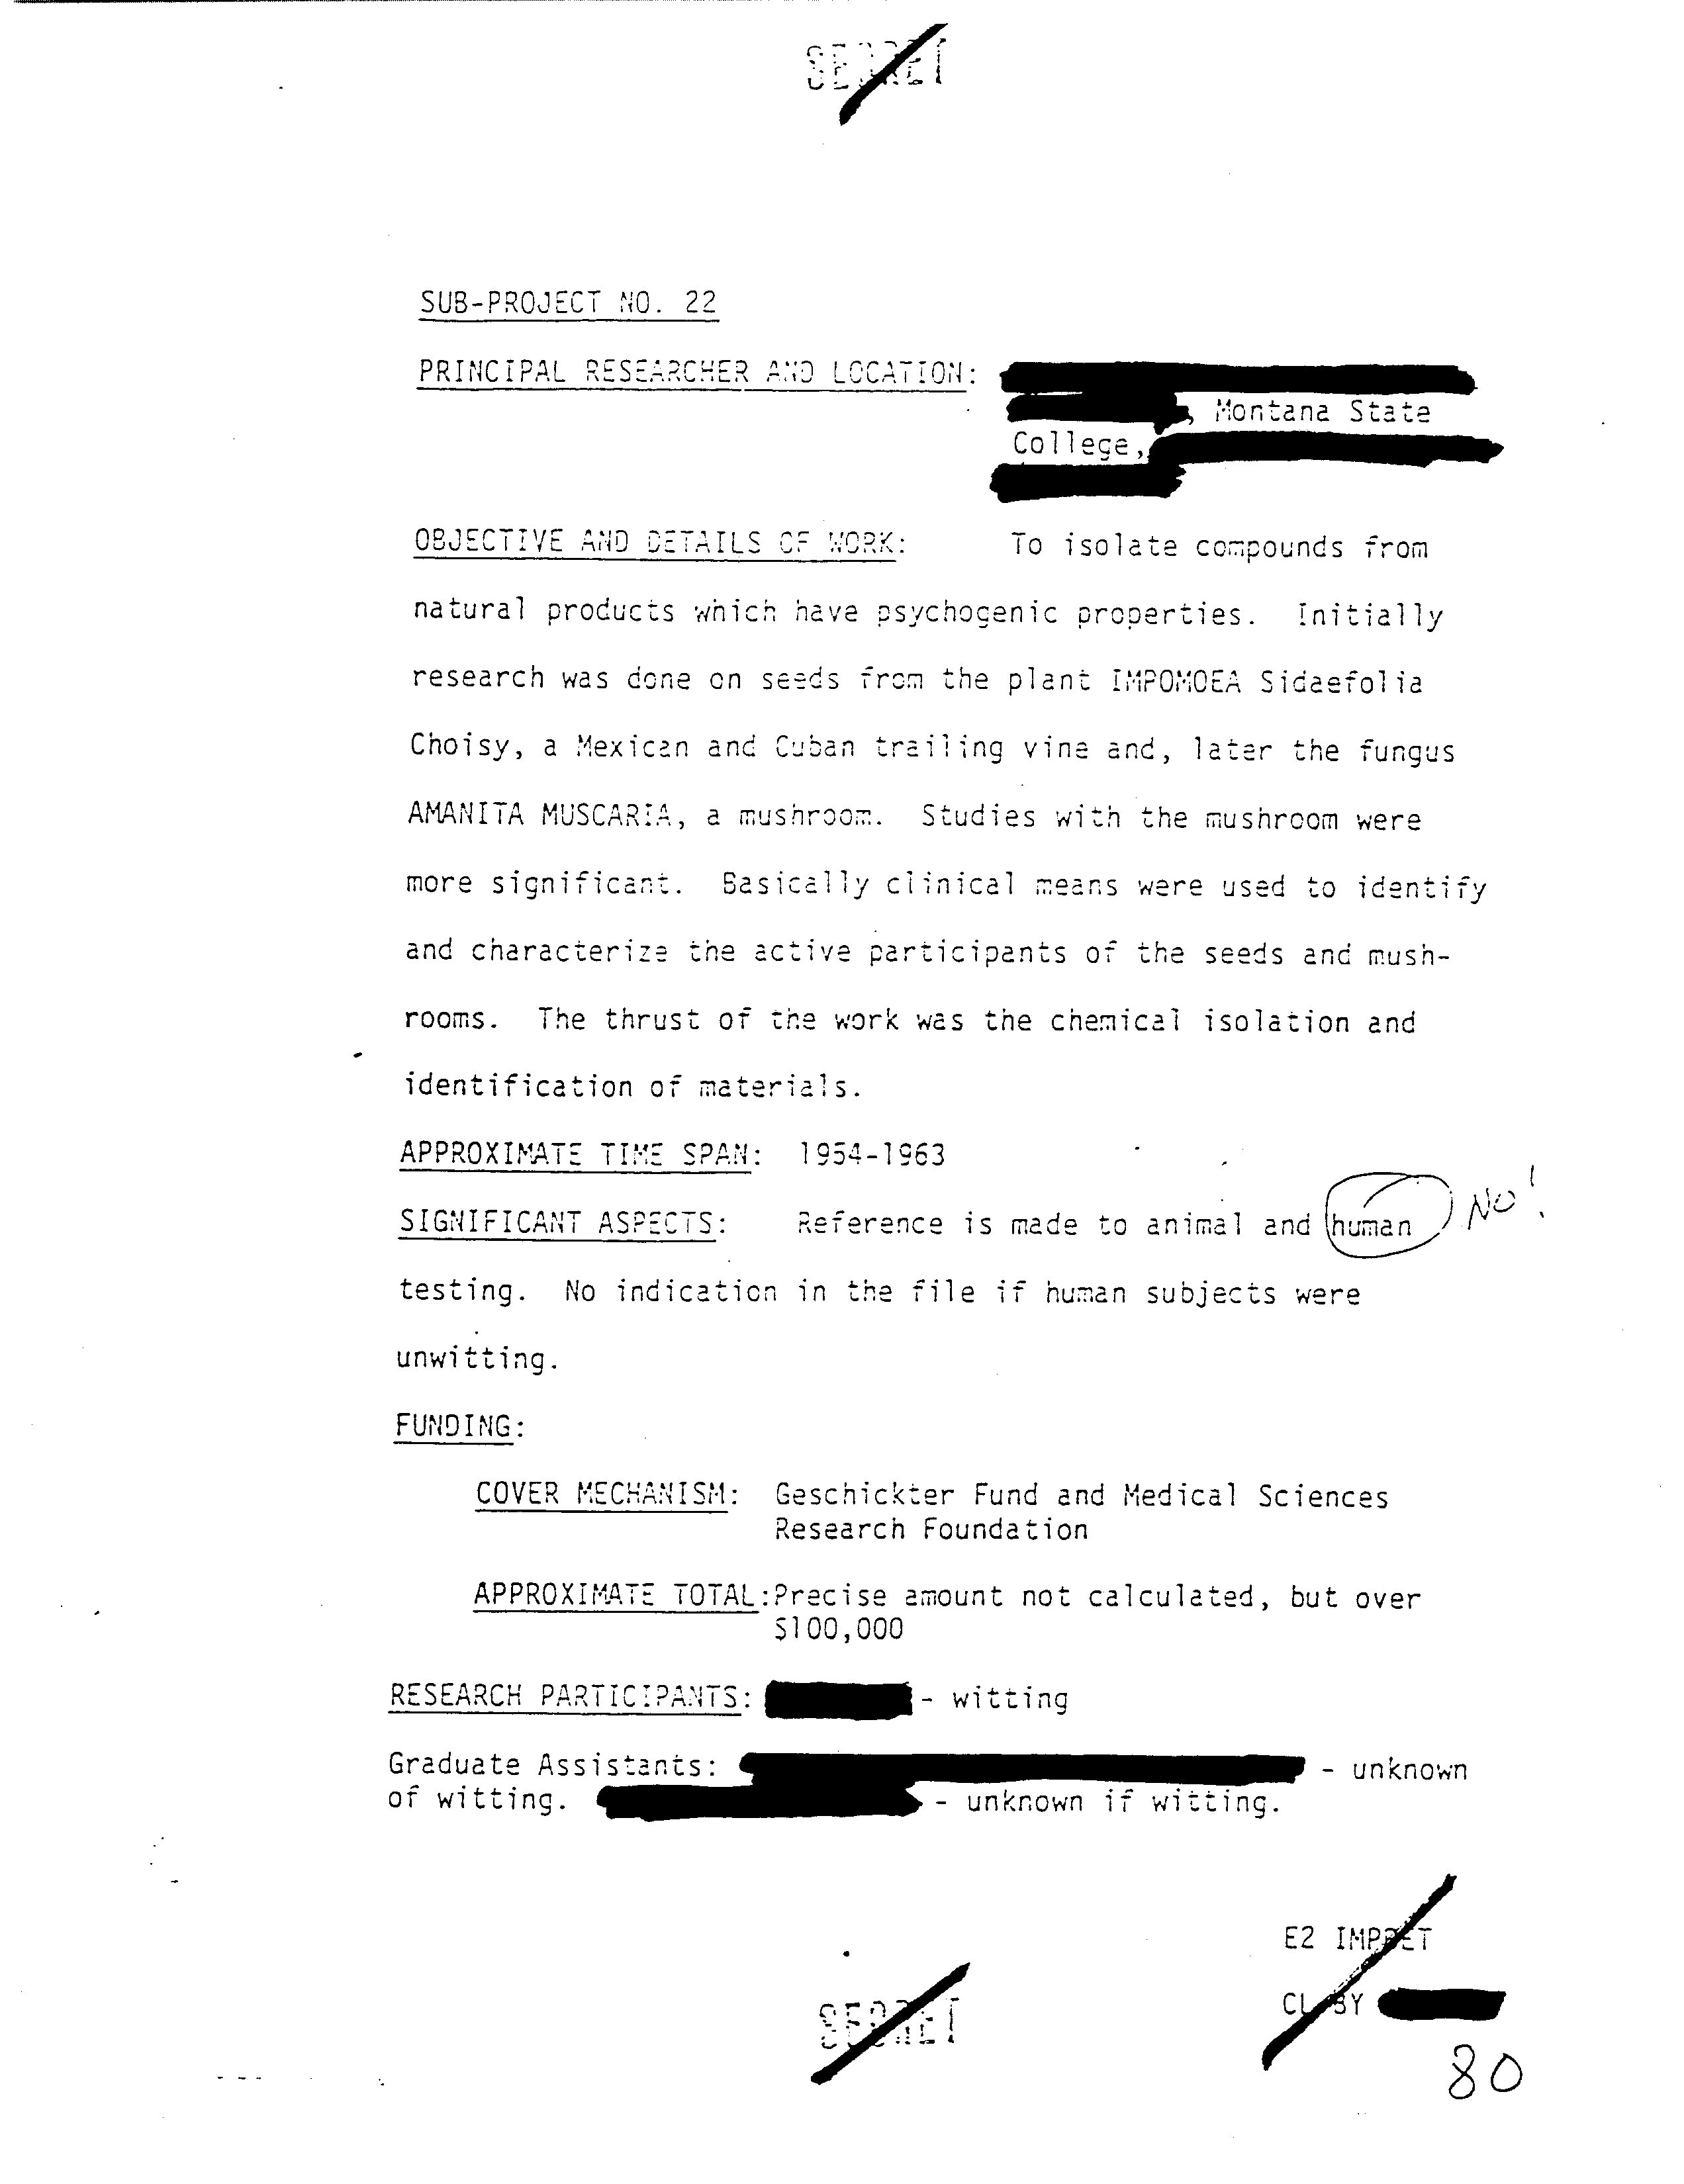 SECRET
SUB-PROJECT NO. 22
PRINCIPAL RESEARCHER AND LOCATION:
, Montana State
College,
OBJECTIVE AND DETAILS OF WORK: To isolate compounds from
natural products which have psychogenic properties. Initially
research was done on seeds from the plant IMPOMOEA Sidaefolia
Choisy, a Mexican and Cuban trailing vine and, later the fungus
AMANITA MUSCARIA, a mushroom. Studies with the mushroom were
more significant. Basically clinical means were used to identify
and characterize the active participants of the seeds and mush-
rooms. The thrust of the work was the chemical isolation and
identification of materials.
APPROXIMATE TIME SPAN: 1954-1963
SIGNIFICANT ASPECTS: Reference is made to animal and human NO!
testing. No indication in the file if human subjects were
unwitting.
FUNDING:
COVER MECHANISM: Geschickter Fund and Medical Sciences
Research Foundation
APPROXIMATE TOTAL:Precise amount not calculated, but over
$100,000
RESEARCH PARTICIPANTS: - witting
Graduate Assistants: - unknown
of witting. - unknown if witting.
E2 IMPDET
CL BY
SECRET
80